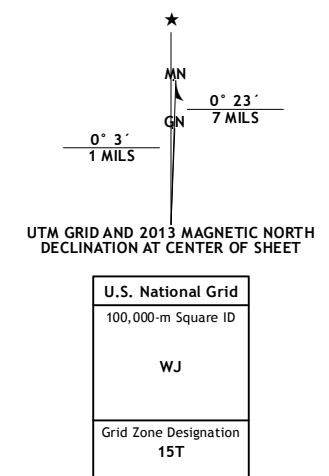 ★
MN
0° 23´
7 MILS
GN
0° 3´
1 MILS
UTM GRID AND 2013 MAGNETIC NORTH
DECLINATION AT CENTER OF SHEET
U.S. National Grid
100,000-m Square ID
WJ
Grid Zone Designation
15T